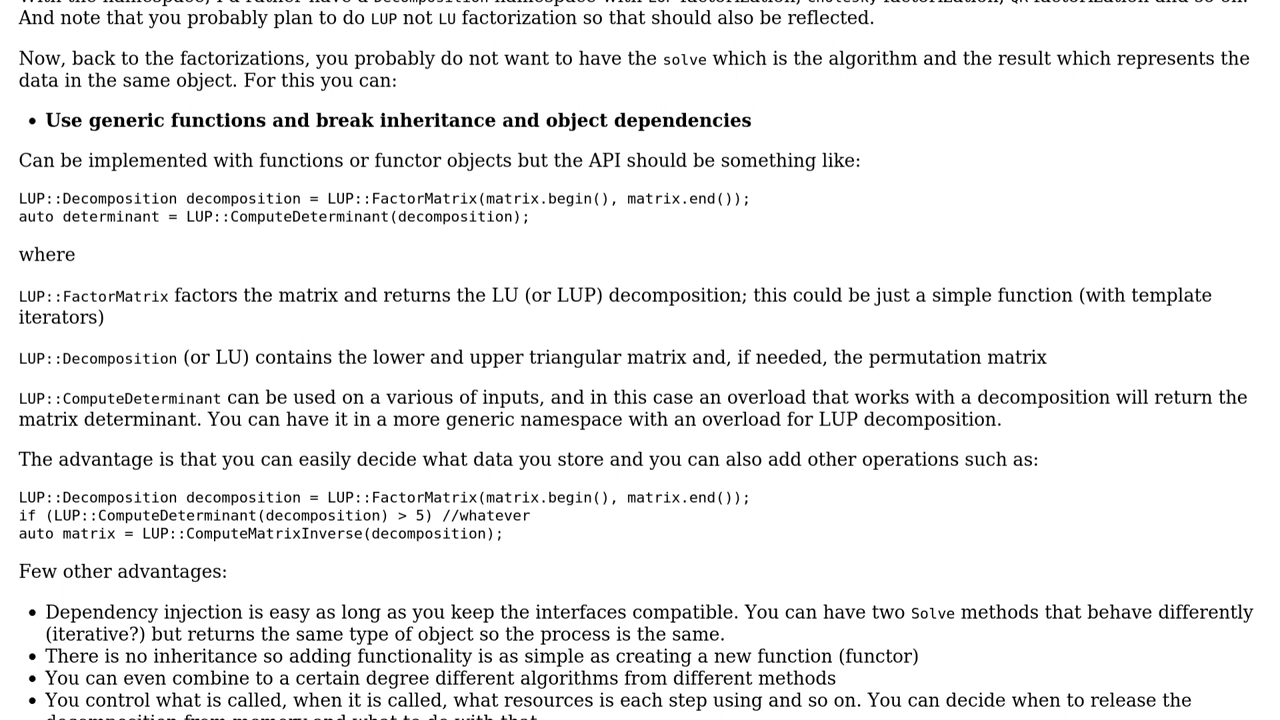 And note that you probably plan to do LUP not LU factorization so that should also be reflected.
Now, back to the factorizations, you probably do not want to have the solve which is the algorithm and the result which represents the
data in the same object. For this you can:
• Use generic functions and break inheritance and object dependencies
Can be implemented with functions or functor objects but the API should be something like:
LUP::Decomposition decomposition = LUP::FactorMatrix(matrix.begin(), matrix.end());
auto determinant = LUP::ComputeDeterminant(decomposition);
where
LUP::FactorMatrix factors the matrix and returns the LU (or LUP) decomposition; this could be just a simple function (with template
iterators)
LUP::Decomposition (or LU) contains the lower and upper triangular matrix and, if needed, the permutation matrix
LUP::ComputeDeterminant can be used on a various of inputs, and in this case an overload that works with a decomposition will return the
matrix determinant. You can have it in a more generic namespace with an overload for LUP decomposition.
The advantage is that you can easily decide what data you store and you can also add other operations such as:
LUP::Decomposition decomposition = LUP::FactorMatrix(matrix.begin(), matrix.end());
if (LUP::ComputeDeterminant(decomposition) > 5) //whatever
auto matrix = LUP::ComputeMatrixInverse(decomposition);
Few other advantages:
• Dependency injection is easy as long as you keep the interfaces compatible. You can have two Solve methods that behave differently
(iterative?) but returns the same type of object so the process is the same.
• There is no inheritance so adding functionality is as simple as creating a new function (functor)
• You can even combine to a certain degree different algorithms from different methods
• You control what is called, when it is called, what resources is each step using and so on. You can decide when to release the
decomposition from memory and what to do with that.